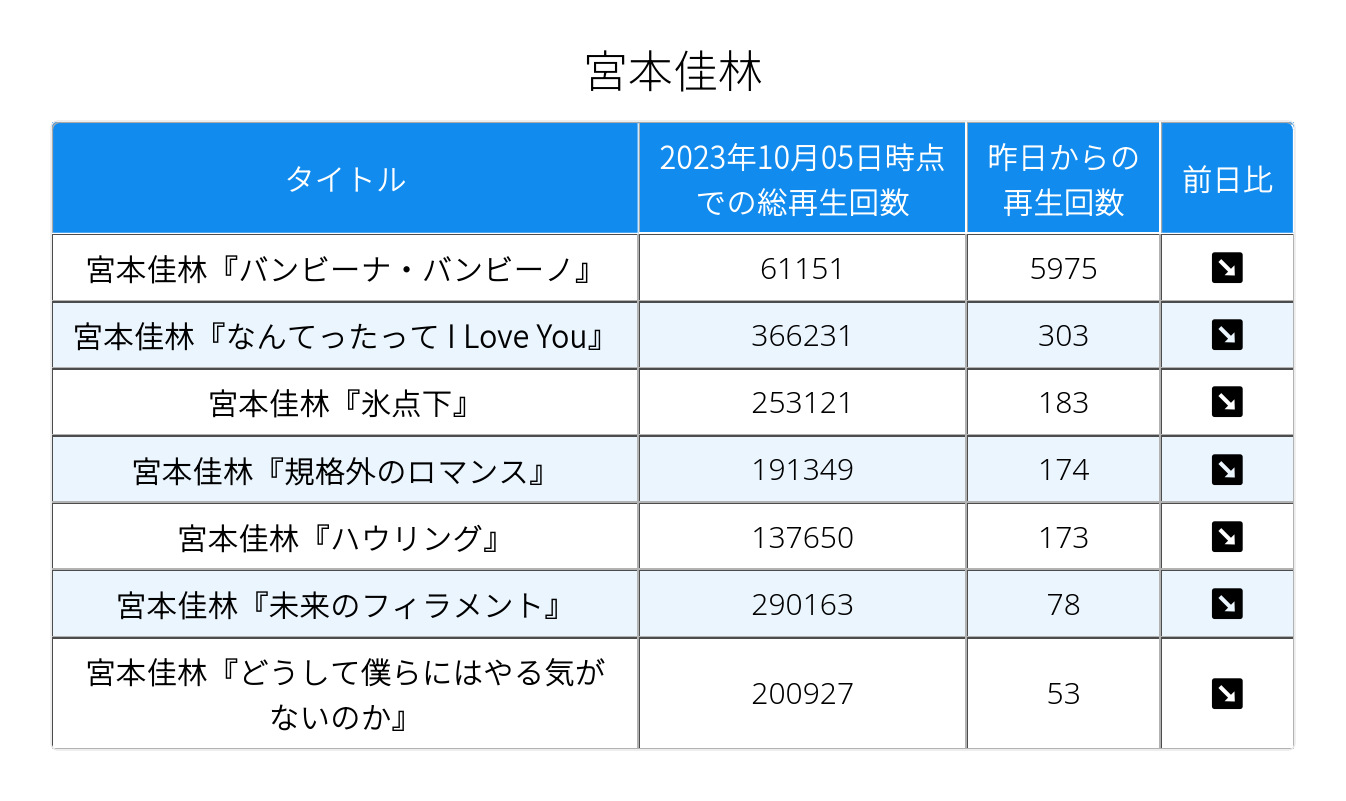 宮本佳林
タイトル
2023年10月05日時点
での総再生回数
昨日からの
再生回数
前日比
宮本佳林『バンビーナ・バンビーノ』
61151
5975
宮本佳林『なんてったって I Love You』
366231
303
宮本佳林『氷点下』
253121
183
宮本佳林『規格外のロマンス』
191349
174
宮本佳林『ハウリング』
137650
173
宮本佳林『未来のフィラメント』
290163
78
宮本佳林『どうして僕らにはやる気が
ないのか』
200927
53